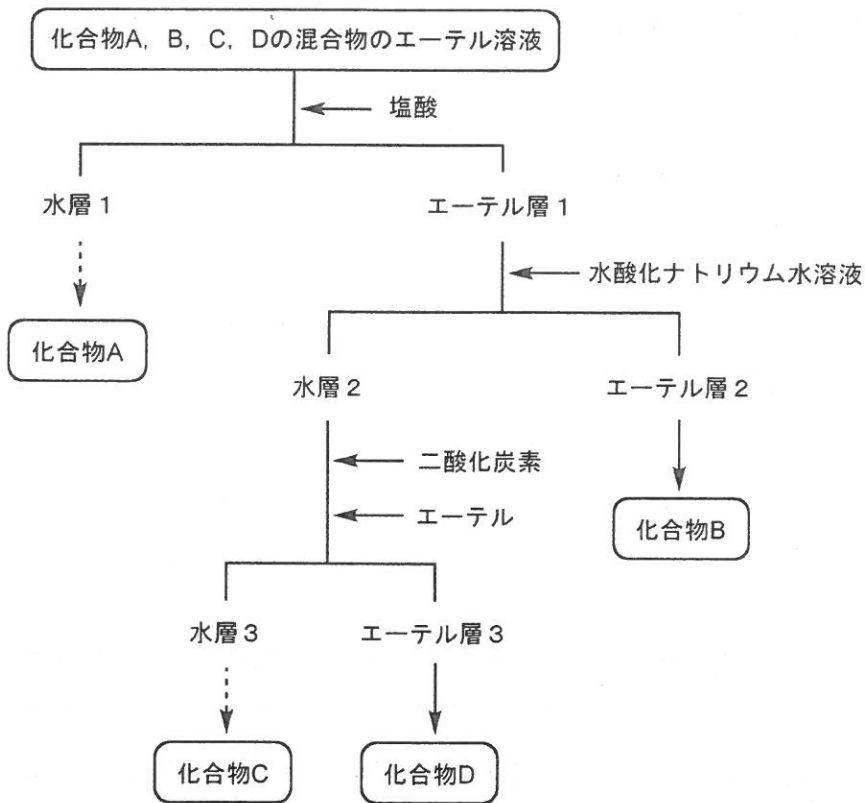 化合物A，B，C，Dの混合物のエーテル溶液
塩酸
水層1
エーテル層1
水酸化ナトリウム水溶液
化合物A
水層2
エーテル層2
二酸化炭素
エーテル
化合物B
水層3
エーテル層3
化合物C
化合物D